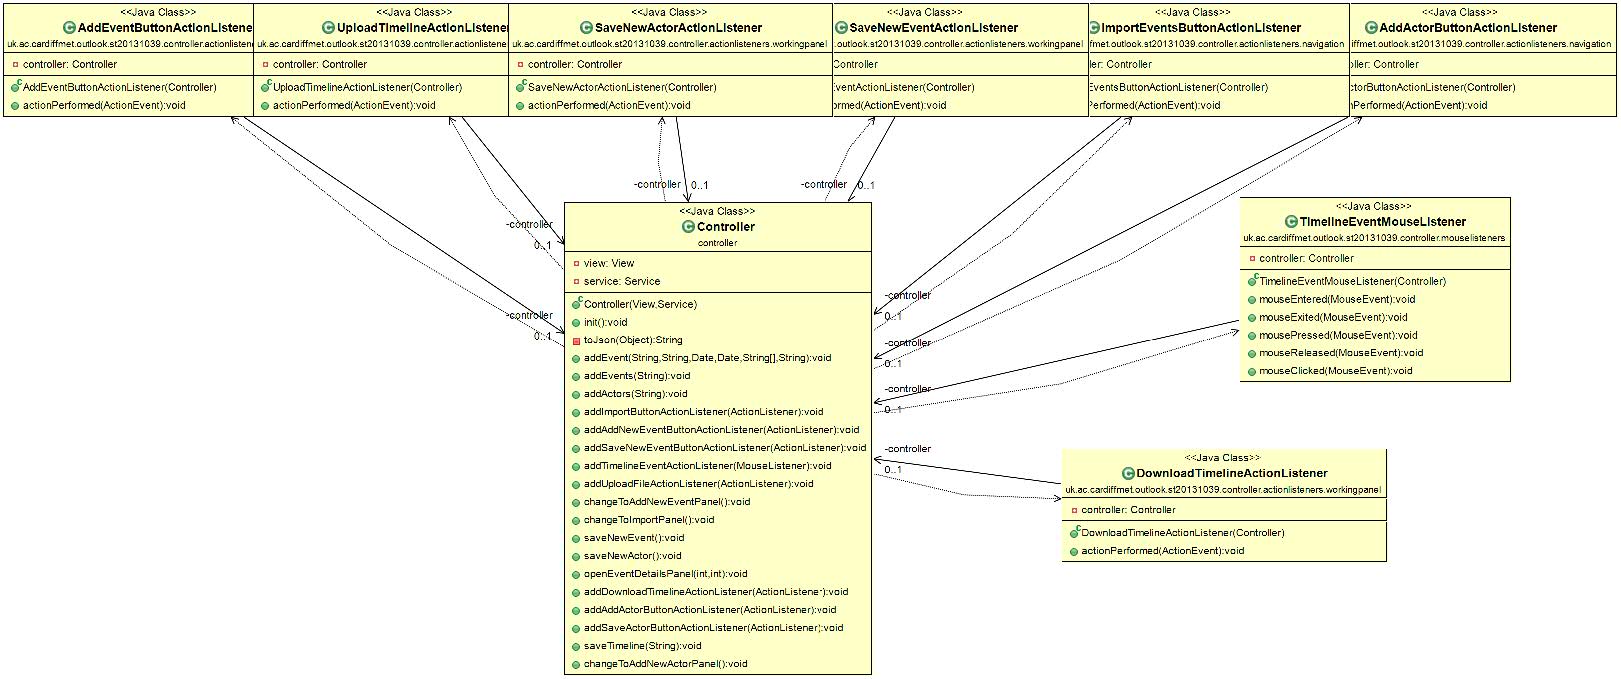 <<Java Class>>
AddEventButtonActionListene
uk.ac.cardiffmet.outlook.st20131039.controller.actionlistene
controller: Controller
AddEventButtonActionListener(Controller)
actionPerformed(ActionEvent):void
<<Java Class>>
UploadTimelineActionListener
uk.ac.cardiffmet.outlook.st20131039.controller.actionlistene
controller: Controller
UploadTimelineActionListener(Controller)
actionPerformed(ActionEvent):void
<<Java Class>>
SaveNewActorActionListener
uk.ac.cardiffmet.outlook.st20131039.controller.actionlisteners.workingpanel
controller: Controller
SaveNewActorActionListener(Controller)
actionPerformed(ActionEvent):void
<<Java Class>>
SaveNewEventActionListener
.outlook.st20131039.controller.actionlisteners.workingpanel
Controller
EventActionListener(Controller)
ormed(ActionEvent):void
<<Java Class>>
ImportEventsButtonActionListener
fmet.outlook.st20131039.controller.actionlisteners.navigation
ller: Controller
EventsButtonActionListener(Controller)
Performed(ActionEvent):void
<<Java Class>>
AddActorButtonActionListener
iffmet.outlook.st20131039.controller.actionlisteners.navigation
oller: Controller
ctorButtonActionListener(Controller)
nPerformed(ActionEvent):void
-controller
0..1
-controller
0..1
-controller
0..1
-controller
0..1
-controller
0..1
-controller
0..1
-controller
0..1
-controller
0..1
<<Java Class>>
Controller
controller
view: View
service: Service
Controller(View,Service)
init():void
toJson(Object):String
addEvent(String,String,Date,Date,String[],String):void
addEvents(String):void
addActors(String):void
addImportButtonActionListener(ActionListener):void
addAddNewEventButtonActionListener(ActionListener):void
addSaveNewEventButtonActionListener(ActionListener):void
addTimelineEventActionListener(MouseListener):void
addUploadFileActionListener(ActionListener):void
changeToAddNewEventPanel():void
changeToImportPanel():void
saveNewEvent():void
saveNewActor():void
openEventDetailsPanel(int,int):void
addDownloadTimelineActionListener(ActionListener):void
addAddActorButtonActionListener(ActionListener):void
addSaveActorButtonActionListener(ActionListener):void
saveTimeline(String):void
changeToAddNewActorPanel():void
<<Java Class>>
TimelineEventMouseListener
uk.ac.cardiffmet.outlook.st20131039.controller.mouselisteners
controller: Controller
TimelineEventMouseListener(Controller)
mouseEntered(MouseEvent):void
mouseExited(MouseEvent):void
mousePressed(MouseEvent):void
mouseReleased(MouseEvent):void
mouseClicked(MouseEvent):void
<<Java Class>>
DownloadTimelineActionListener
uk.ac.cardiffmet.outlook.st20131039.controller.actionlisteners.workingpanel
controller: Controller
DownloadTimelineActionListener(Controller)
actionPerformed(ActionEvent):void